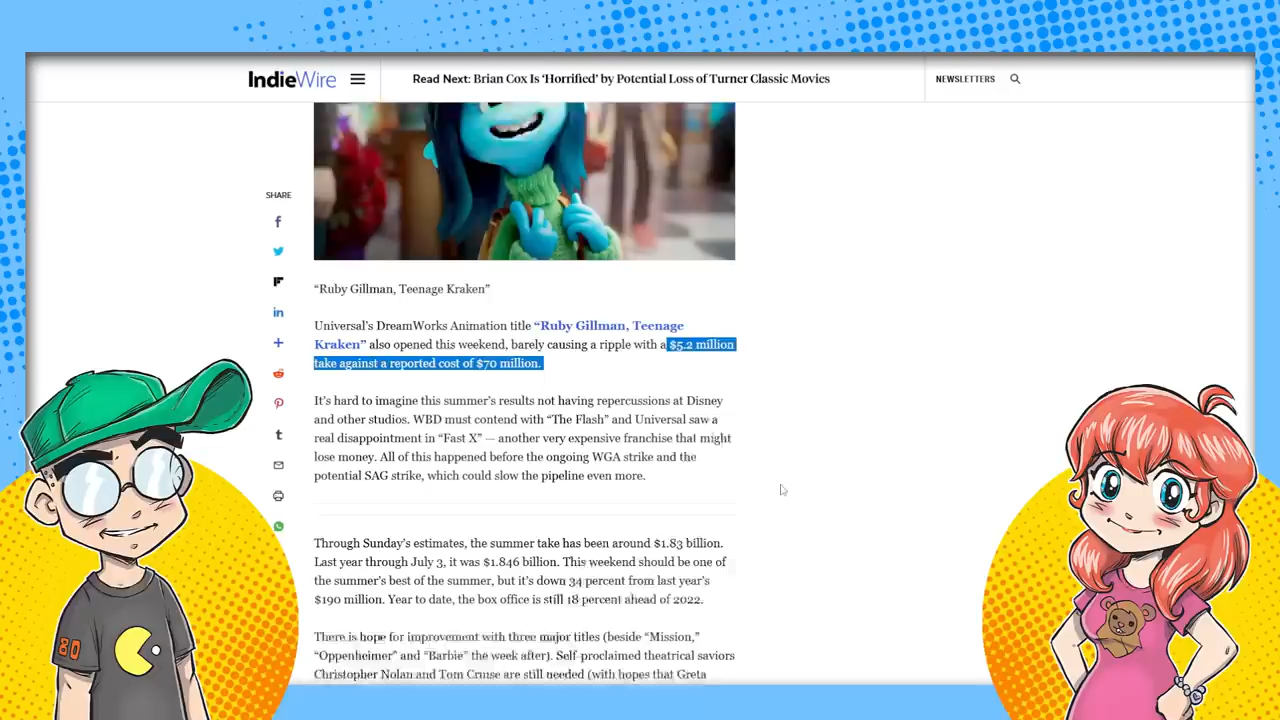 IndieWire
Read Next: Brian Cox Is ‘Horrified’ by Potential Loss of Turner Classic Movies
NEWSLETTERS
SHARE
“Ruby Gillman, Teenage Kraken”
Universal’s DreamWorks Animation title “Ruby Gillman, Teenage
Kraken” also opened this weekend, barely causing a ripple with a $5.2 million
take against a reported cost of $70 million.
It’s hard to imagine this summer’s results not having repercussions at Disney
and other studios. WBD must contend with “The Flash” and Universal saw a
real disappointment in “Fast X” — another very expensive franchise that might
lose money. All of this happened before the ongoing WGA strike and the
potential SAG strike, which could slow the pipeline even more.
Through Sunday’s estimates, the summer take has been around $1.83 billion.
Last year through July 3, it was $1.846 billion. This weekend should be one of
the summer’s best of the summer, but it’s down 34 percent from last year’s
$190 million. Year to date, the box office is still 18 percent ahead of 2022.
There is hope for improvement with three major titles (beside “Mission,”
“Oppenheimer” and “Barbie” the week after). Self-proclaimed theatrical saviors
Christopher Nolan and Tom Cruse are still needed (with hopes that Greta
80